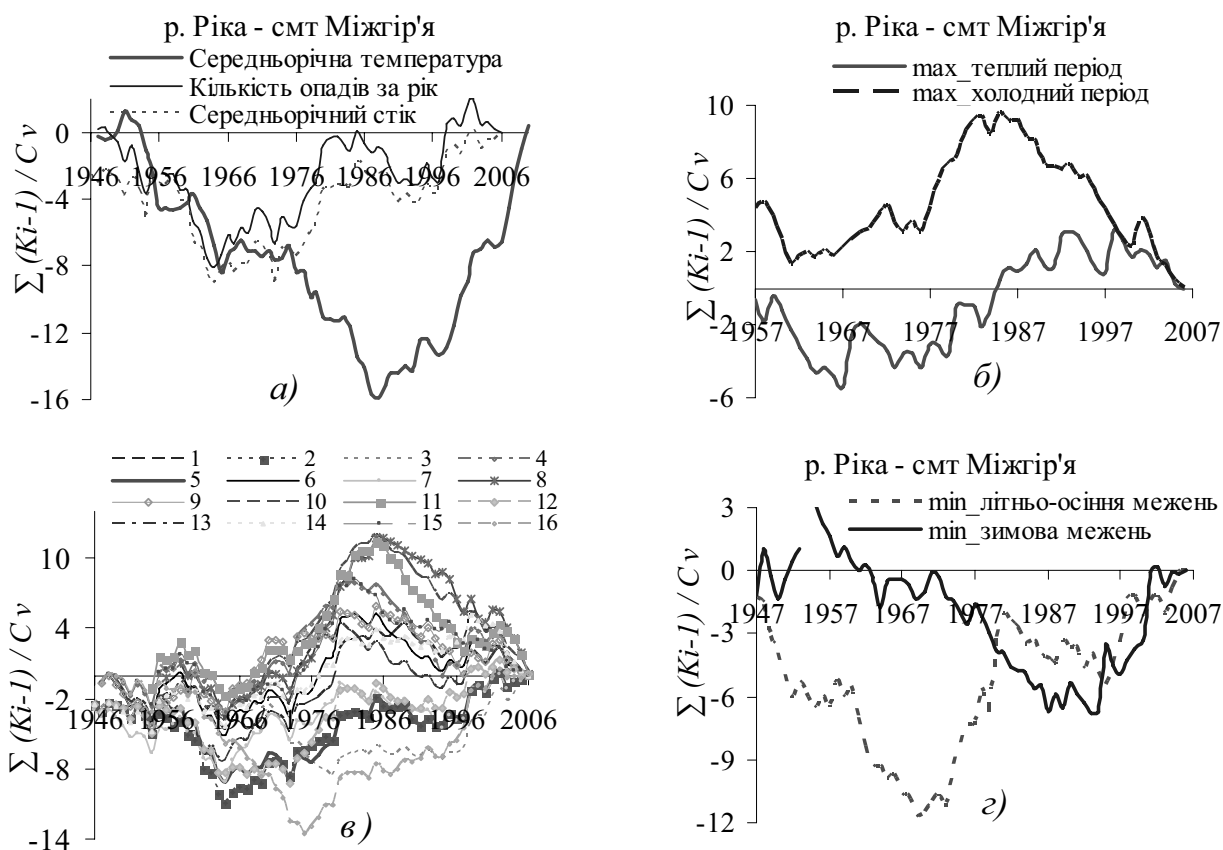 р. Ріка - смт Міжгір'я
Середньорічна температура
Кількість опадів за рік
Середньорічний стік
0
-4
-8
-12
-16
1946 1956 1966 1976 1986 1996 2006
∑ (Ki-1) / Cv
а)
р. Ріка - смт Міжгір'я
max_теплий період
max_холодний період
10
6
2
-2
-6
1957 1967 1977 1987 1997 2007
∑ (Ki-1) / Cv
б)
1 2 3 4
5 6 7 8
9 10 11 12
13 14 15 16
10
4
-2
-8
-14
1946 1956 1966 1976 1986 1996 2006
∑ (Ki-1) / Cv
в)
р. Ріка - смт Міжгір'я
min_літньо-осіння межень
min_зимова межень
3
0
-3
-6
-9
-12
1947 1957 1967 1977 1987 1997 2007
∑ (Ki-1) / Cv
г)